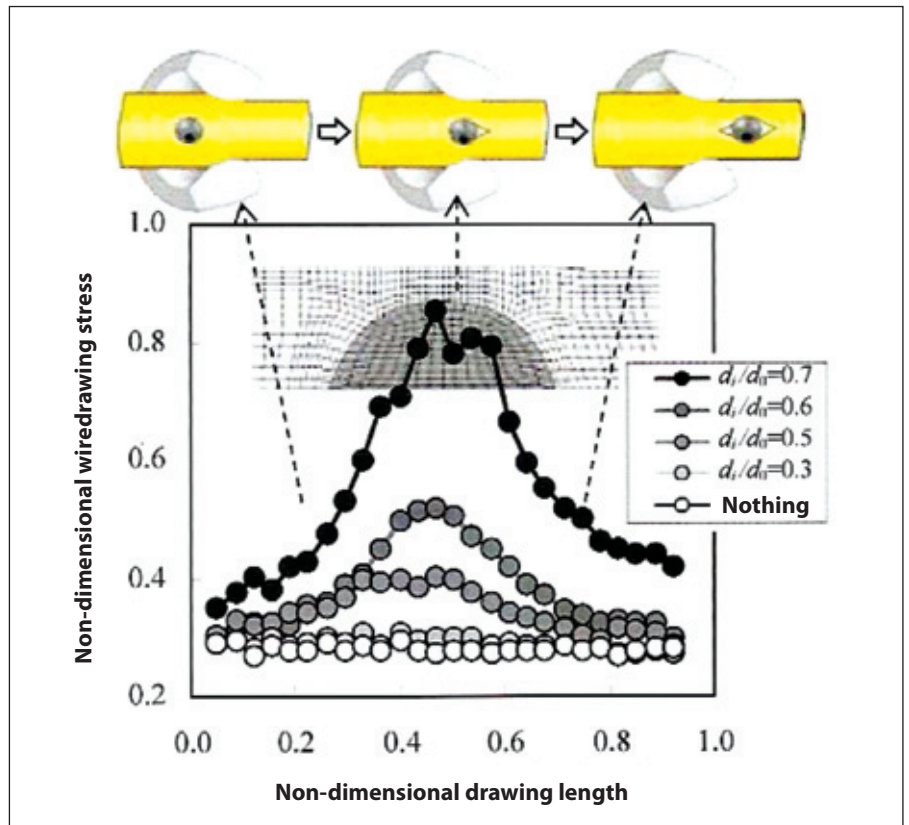 1.0
0.8
0.6
0.4
0.2
Non-dimensional wiredrawing stress
dᵢ/d₀=0.7
dᵢ/d₀=0.6
dᵢ/d₀=0.5
dᵢ/d₀=0.3
Nothing
0.0 0.2 0.4 0.6 0.8 1.0
Non-dimensional drawing length